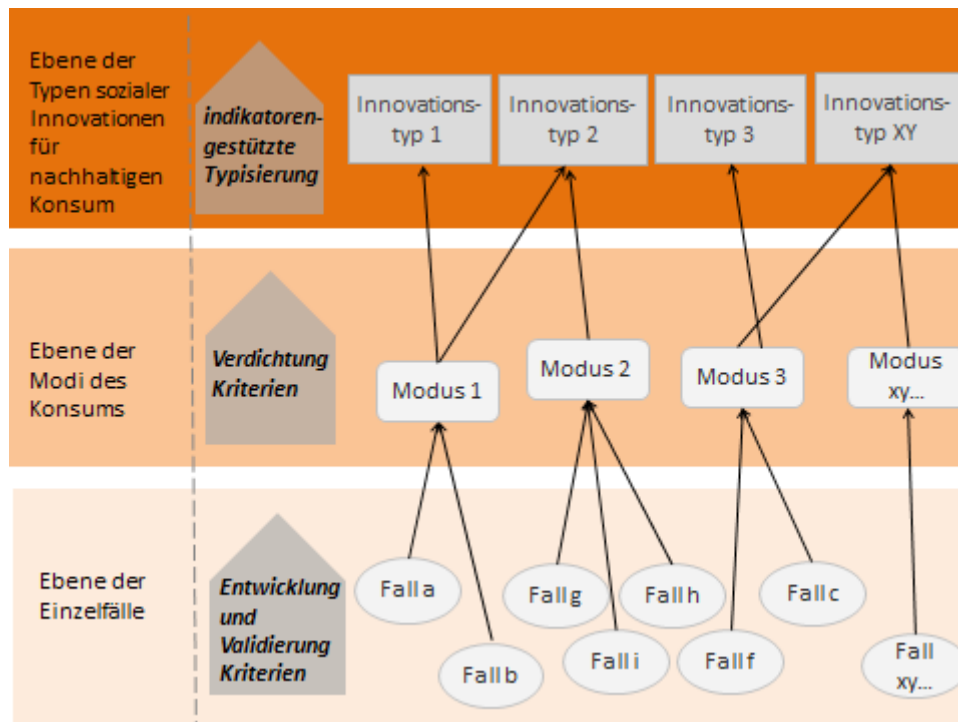 Ebene der
Typen sozialer
Innovationen
für
nachhaltigen
Konsum
indikatoren-
gestützte
Typisierung
Innovations-
typ 1
Innovations-
typ 2
Innovations-
typ 3
Innovations-
typ XY
Ebene der
Modi des
Konsums
Verdichtung
Kriterien
Modus 1
Modus 2
Modus 3
Modus
xy...
Ebene der
Einzelfälle
Entwicklung
und
Validierung
Kriterien
Fall a
Fall g
Fall h
Fall c
Fall b
Fall i
Fall f
Fall
xy...